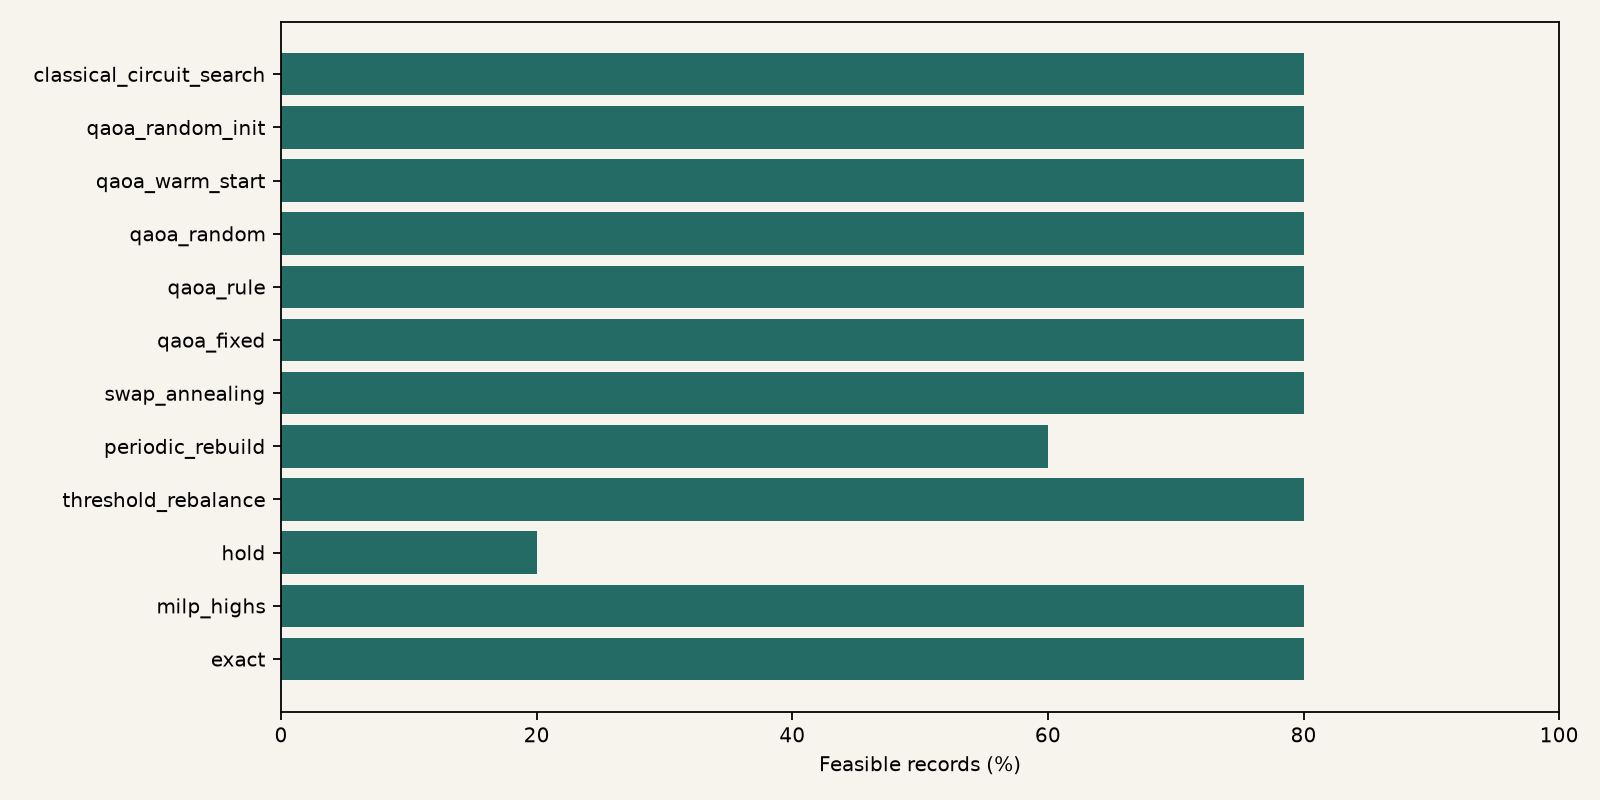 classical_circuit_search
qaoa_random_init
qaoa_warm_start
qaoa_random
qaoa_rule
qaoa_fixed
swap_annealing
periodic_rebuild
threshold_rebalance
hold
milp_highs
exact
0 20 40 60 80 100
Feasible records (%)